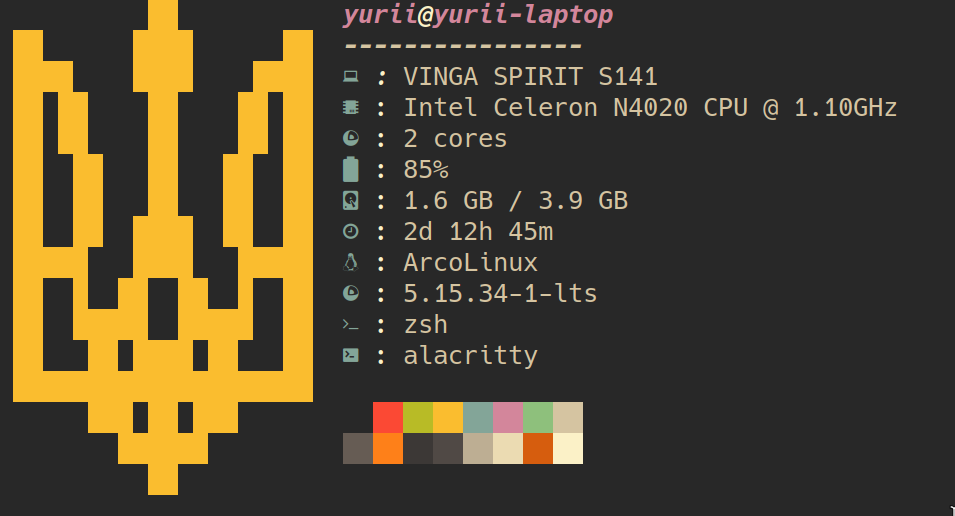 yurii@yurii-laptop
----------------
: VINGA SPIRIT S141
: Intel Celeron N4020 CPU @ 1.10GHz
: 2 cores
: 85%
: 1.6 GB / 3.9 GB
: 2d 12h 45m
: ArcoLinux
: 5.15.34-1-lts
: zsh
: alacritty